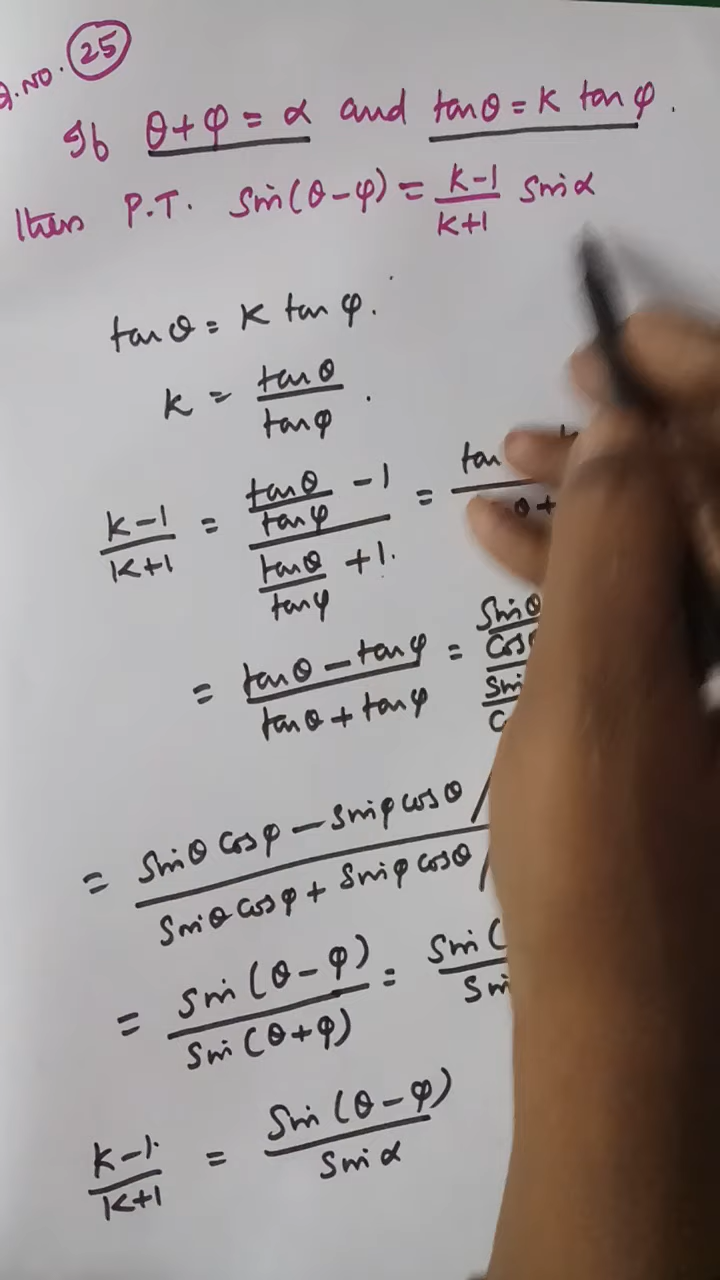 Q.NO. 25
If θ+φ = α and tanθ = K tanφ.
then P.T. Sin(θ-φ) = K-1/K+1 Sinα
tanθ = K tanφ.
K = tanθ/tanφ.
K-1/K+1 = (tanθ/tanφ - 1)/(tanθ/tanφ + 1) = tan
= (tanθ - tanφ)/(tanθ + tanφ) =
= (Sinθ Cosφ - Sinφ Cosθ)/(Sinθ Cosφ + Sinφ Cosθ)
= Sin(θ-φ)/Sin(θ+φ) =
K-1/K+1 = Sin(θ-φ)/Sinα